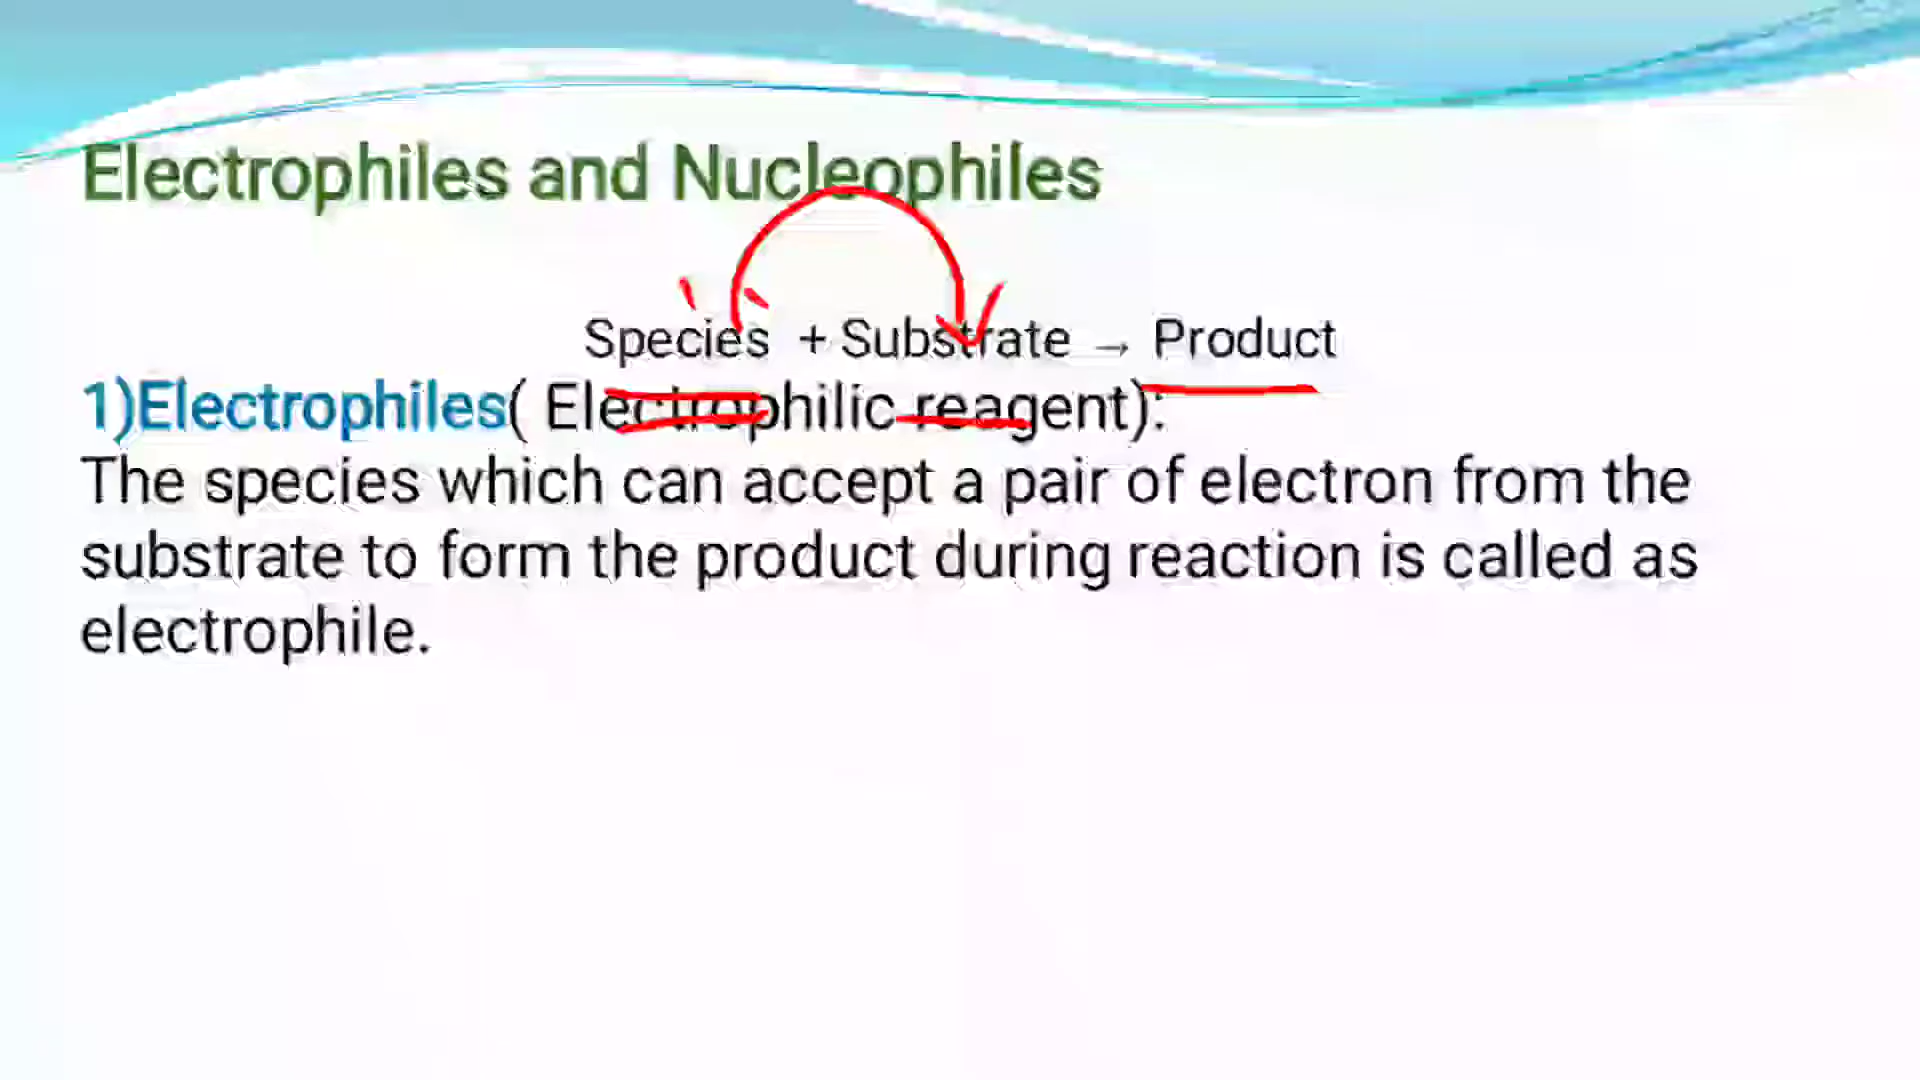 Electrophiles and Nucleophiles
Species + Substrate → Product
1)Electrophiles( Electrophilic reagent):
The species which can accept a pair of electron from the
substrate to form the product during reaction is called as
electrophile.